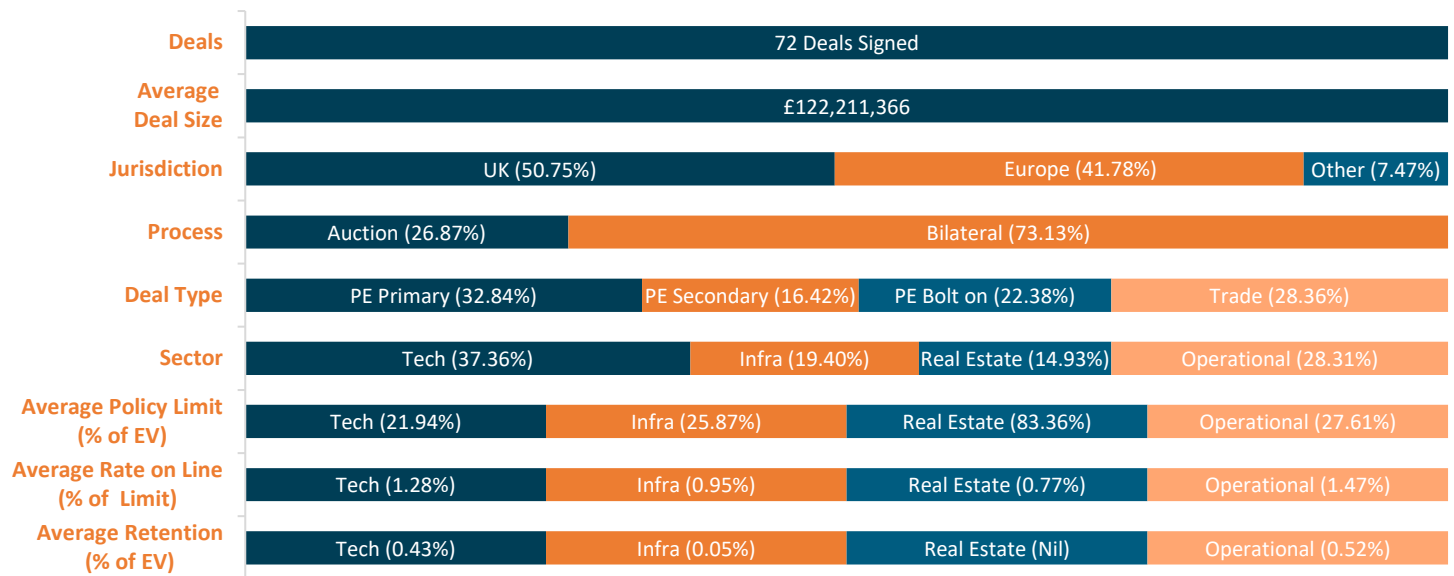 Deals
72 Deals Signed
Average
Deal Size
£122,211,366
Jurisdiction
UK (50.75%)
Europe (41.78%)
Other (7.47%)
Process
Auction (26.87%)
Bilateral (73.13%)
Deal Type
PE Primary (32.84%)
PE Secondary (16.42%)
PE Bolt on (22.38%)
Trade (28.36%)
Sector
Tech (37.36%)
Infra (19.40%)
Real Estate (14.93%)
Operational (28.31%)
Average Policy Limit
(% of EV)
Tech (21.94%)
Infra (25.87%)
Real Estate (83.36%)
Operational (27.61%)
Average Rate on Line
(% of Limit)
Tech (1.28%)
Infra (0.95%)
Real Estate (0.77%)
Operational (1.47%)
Average Retention
(% of EV)
Tech (0.43%)
Infra (0.05%)
Real Estate (Nil)
Operational (0.52%)